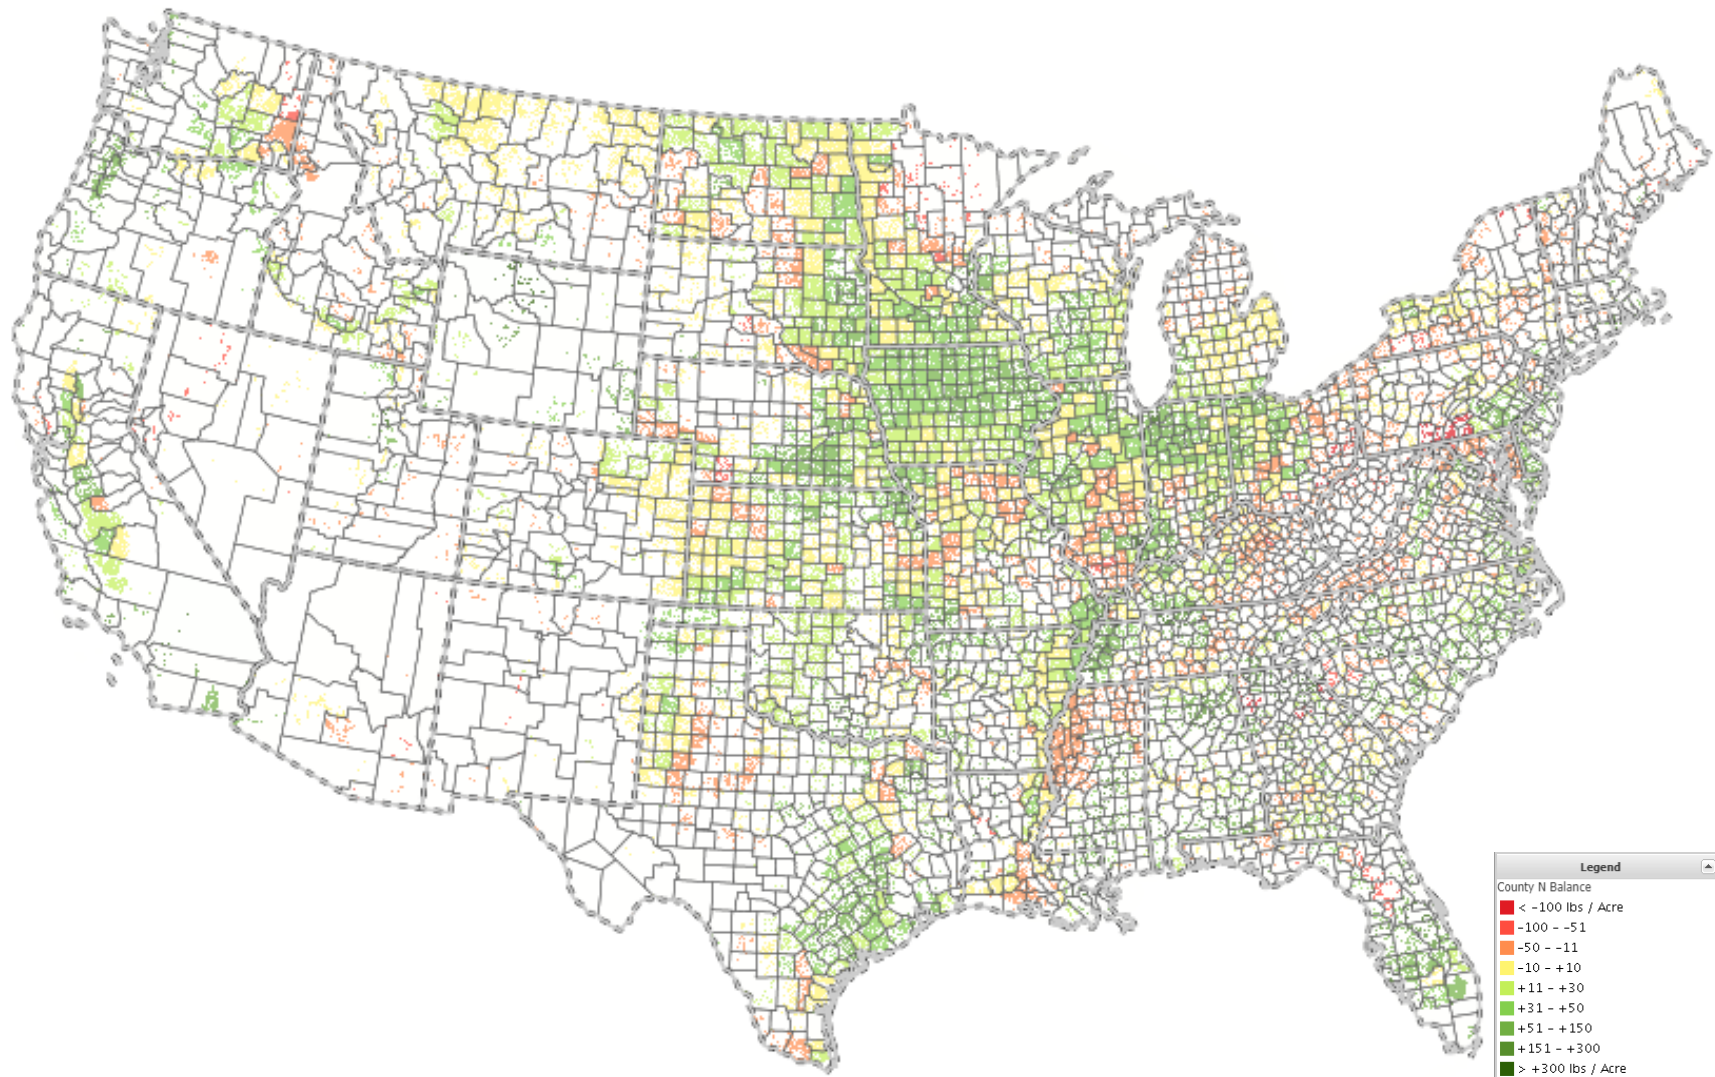 Legend
County N Balance
< -100 lbs / Acre
-100 - -51
-50 - -11
-10 - +10
+11 - +30
+31 - +50
+51 - +150
+151 - +300
> +300 lbs / Acre